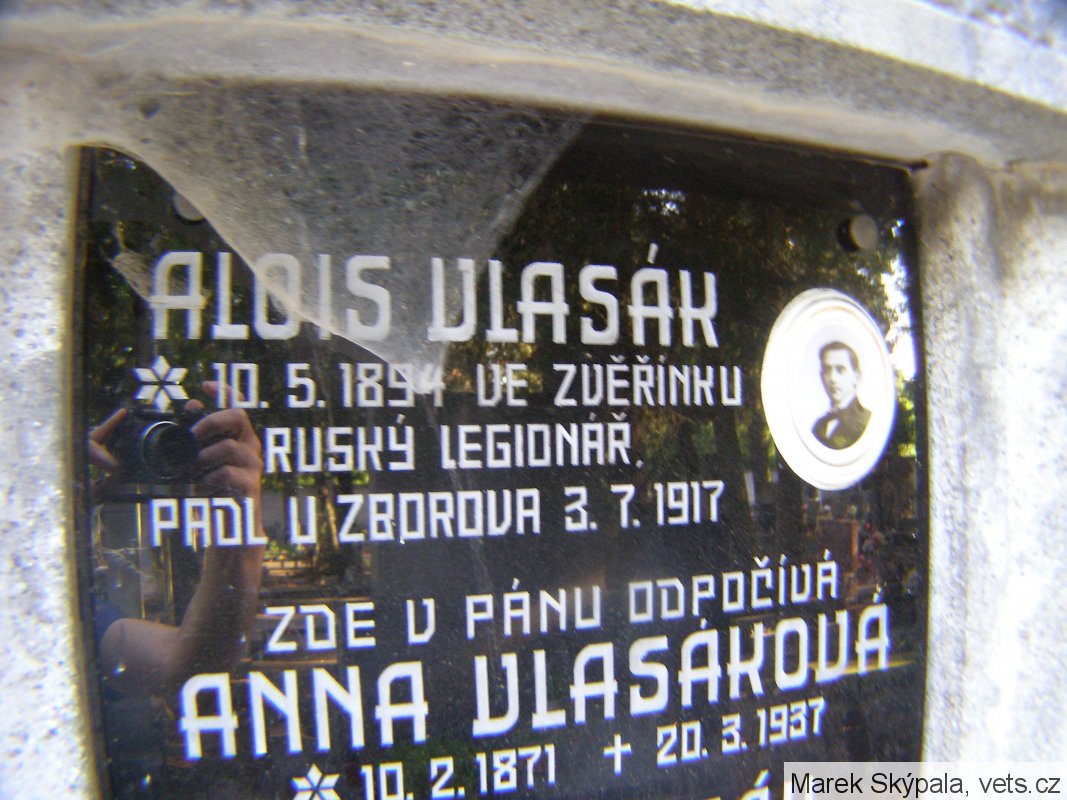 ALOIS VLASÁK
10. 5. 1894 VE ZVĚŘÍNKU
RUSKÝ LEGIONÁŘ,
PADL U ZBOROVA 3. 7. 1917
ZDE V PÁNU ODPOČÍVÁ
ANNA VLASÁKOVÁ
10. 2. 1871 + 20. 3. 1937
Marek Skýpala, vets.cz